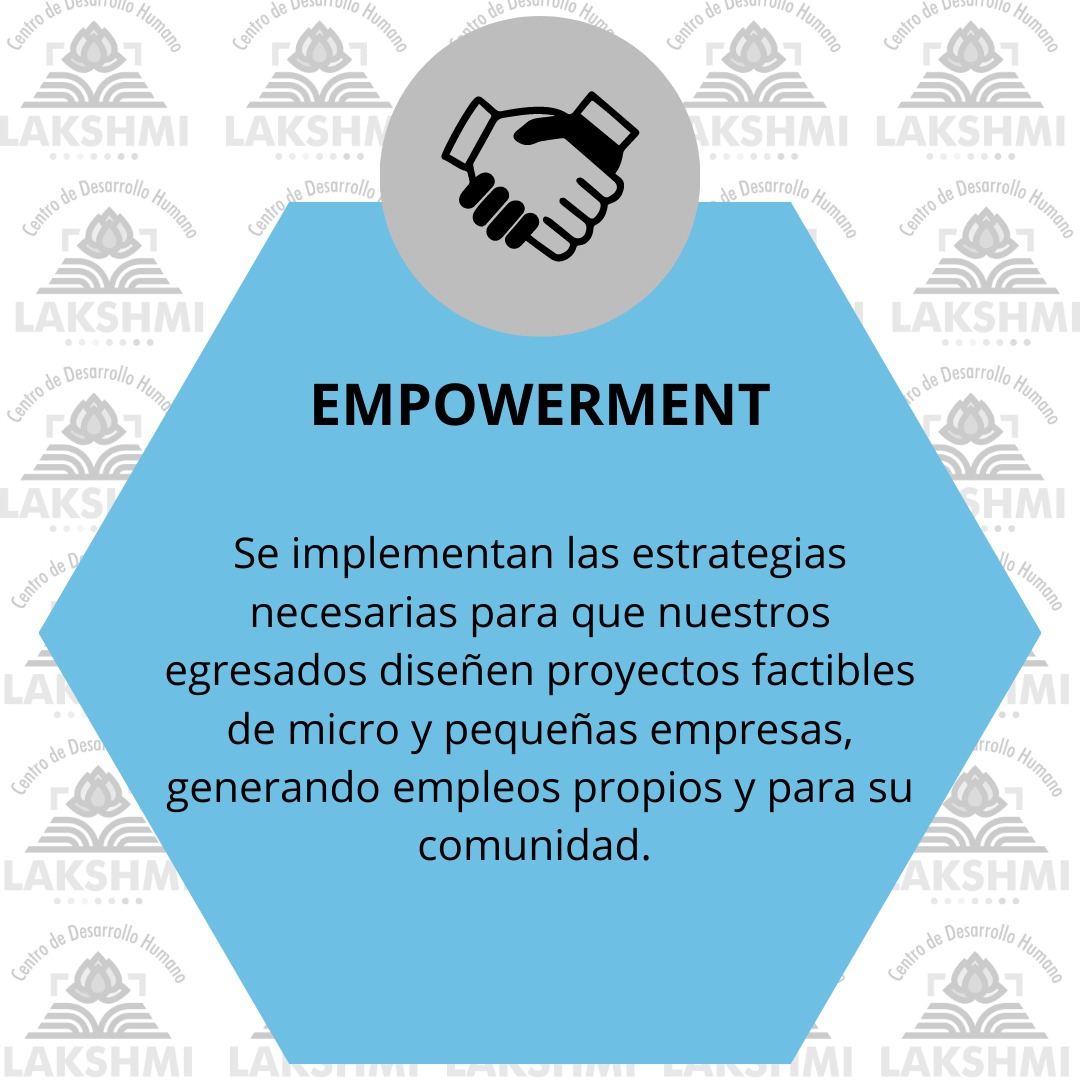 EMPOWERMENT
Se implementan las estrategias
necesarias para que nuestros
egresados diseñen proyectos factibles
de micro y pequeñas empresas,
generando empleos propios y para su
comunidad.
Centro de Desarrollo Humano
LAKSHMI